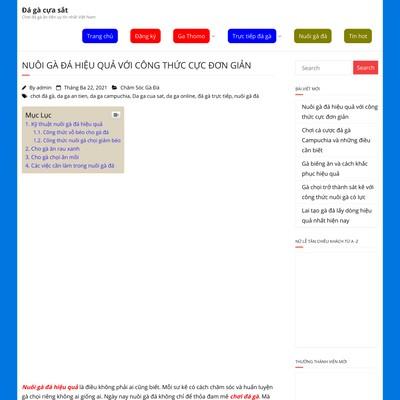 Đá gà cựa sắt
Chơi đá gà ăn tiền uy tín nhất Việt Nam
Trang chủ
Đăng ký
Ga Thomo
Trực tiếp đá gà
Nuôi gà đá
Tin hot
NUÔI GÀ ĐÁ HIỆU QUẢ VỚI CÔNG THỨC CỰC ĐƠN GIẢN
By admin Tháng Ba 22, 2021 Chăm Sóc Gà Đá
chơi đá gà, da ga an tien, da ga campuchia, Da ga cua sat, da ga online, đá gà trực tiếp, nuôi gà đá
Mục Lục
1. Kỹ thuật nuôi gà đá hiệu quả
1.1. Công thức vỗ béo cho gà đá
1.2. Công thức nuôi gà chọi giảm béo
2. Cho gà ăn rau xanh
3. Cho gà chọi ăn mồi
4. Các việc cần làm trong nuôi gà đá
Nuôi gà đá hiệu quả là điều không phải ai cũng biết. Mỗi sư kê có cách chăm sóc và huấn luyện
gà chọi riêng không ai giống ai. Ngày nay nuôi gà đá không chỉ để thỏa đam mê chơi đá gà. Mà
Search
Search
BÀI VIẾT MỚI
Nuôi gà đá hiệu quả với công
thức cực đơn giản
Chơi cá cược đá gà
Campuchia và những điều
cần biết
Gà biếng ăn và cách khắc
phục hiệu quả
Gà chọi trở thành sát kê với
công thức nuôi gà có lực
Lai tạo gà đá lấy dòng hiệu
quả nhất hiện nay
NỮ LỄ TÂN CHIỀU KHÁCH TỪ A -Z
THƯỞNG THÀNH VIÊN MỚI